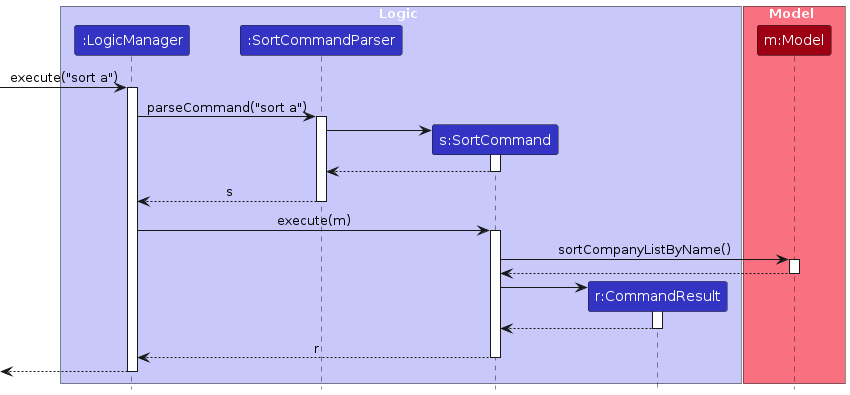 Logic
Model
:LogicManager
:SortCommandParser
m:Model
execute("sort a")
parseCommand("sort a")
s:SortCommand
s
execute(m)
sortCompanyListByName()
r:CommandResult
r